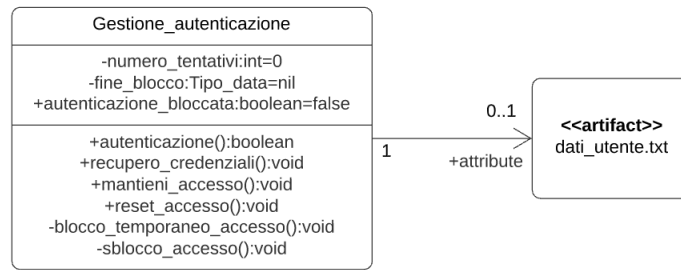 Gestione_autenticazione
-numero_tentativi:int=0
-fine_blocco:Tipo_data=nil
+autenticazione_bloccata:boolean=false
+autenticazione():boolean
+recupero_credenziali():void
+mantieni_accesso():void
+reset_accesso():void
-blocco_temporaneo_accesso():void
-sblocco_accesso():void
1
0..1
+attribute
<<artifact>>
dati_utente.txt